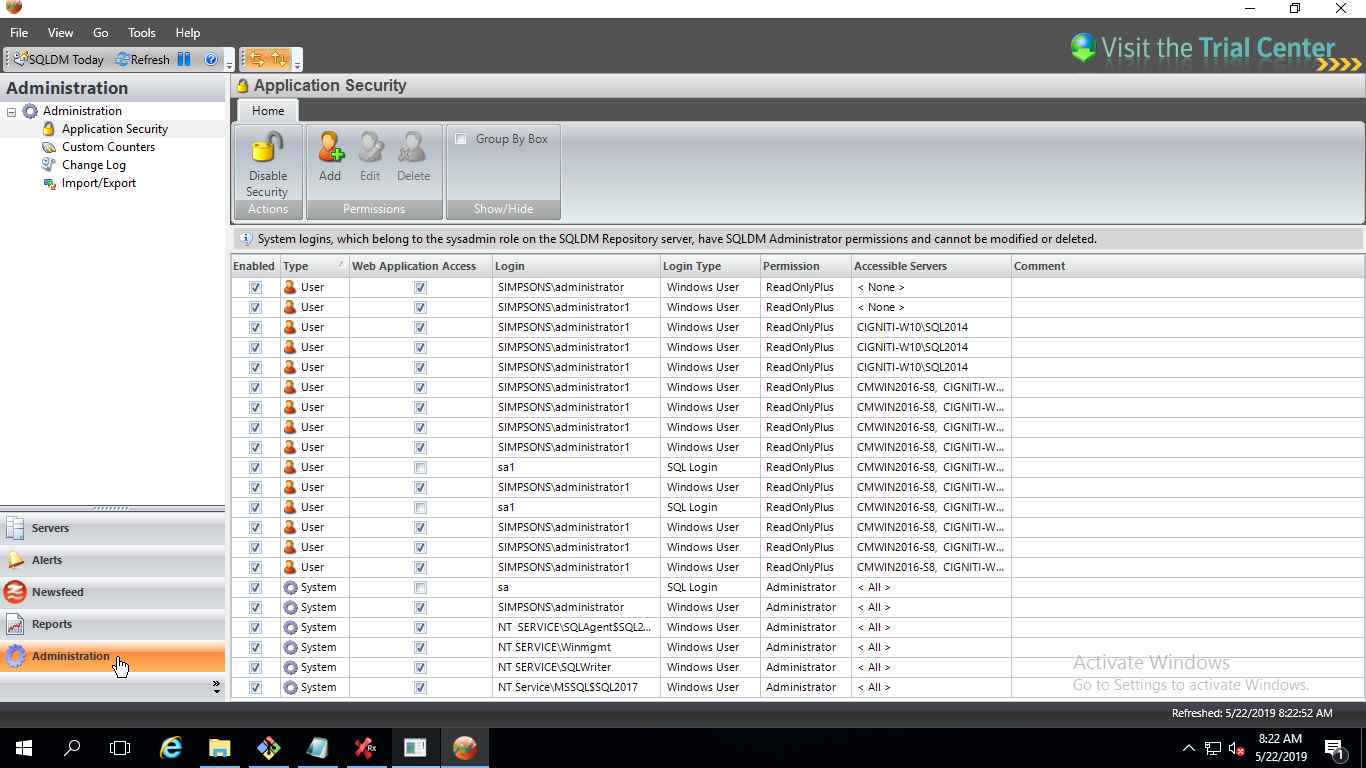 File View Go Tools Help
SQLDM Today Refresh
Visit the Trial Center
Administration
Administration
Application Security
Custom Counters
Change Log
Import/Export
Servers
Alerts
Newsfeed
Reports
Administration
Application Security
Home
Disable Security Add Edit Delete Group By Box
Actions Permissions Show/Hide
System logins, which belong to the sysadmin role on the SQLDM Repository server, have SQLDM Administrator permissions and cannot be modified or deleted.
Enabled Type Web Application Access Login Login Type Permission Accessible Servers Comment
User SIMPSONS\administrator Windows User ReadOnlyPlus < None >
User SIMPSONS\administrator1 Windows User ReadOnlyPlus < None >
User SIMPSONS\administrator1 Windows User ReadOnlyPlus CIGNITI-W10\SQL2014
User SIMPSONS\administrator1 Windows User ReadOnlyPlus CIGNITI-W10\SQL2014
User SIMPSONS\administrator1 Windows User ReadOnlyPlus CIGNITI-W10\SQL2014
User SIMPSONS\administrator1 Windows User ReadOnlyPlus CMWIN2016-S8, CIGNITI-W...
User SIMPSONS\administrator1 Windows User ReadOnlyPlus CMWIN2016-S8, CIGNITI-W...
User SIMPSONS\administrator1 Windows User ReadOnlyPlus CMWIN2016-S8, CIGNITI-W...
User SIMPSONS\administrator1 Windows User ReadOnlyPlus CMWIN2016-S8, CIGNITI-W...
User sa1 SQL Login ReadOnlyPlus CMWIN2016-S8, CIGNITI-W...
User SIMPSONS\administrator1 Windows User ReadOnlyPlus CMWIN2016-S8, CIGNITI-W...
User sa1 SQL Login ReadOnlyPlus CMWIN2016-S8, CIGNITI-W...
User SIMPSONS\administrator1 Windows User ReadOnlyPlus CMWIN2016-S8, CIGNITI-W...
User SIMPSONS\administrator1 Windows User ReadOnlyPlus CMWIN2016-S8, CIGNITI-W...
User SIMPSONS\administrator1 Windows User ReadOnlyPlus CMWIN2016-S8, CIGNITI-W...
System sa SQL Login Administrator < All >
System SIMPSONS\administrator Windows User Administrator < All >
System NT SERVICE\SQLAgent$SQL2... Windows User Administrator < All >
System NT SERVICE\Winmgmt Windows User Administrator < All >
System NT SERVICE\SQLWriter Windows User Administrator < All >
System NT Service\MSSQL$SQL2017 Windows User Administrator < All >
Activate Windows
Go to Settings to activate Windows.
Refreshed: 5/22/2019 8:22:52 AM
Rx
8:22 AM
5/22/2019
1